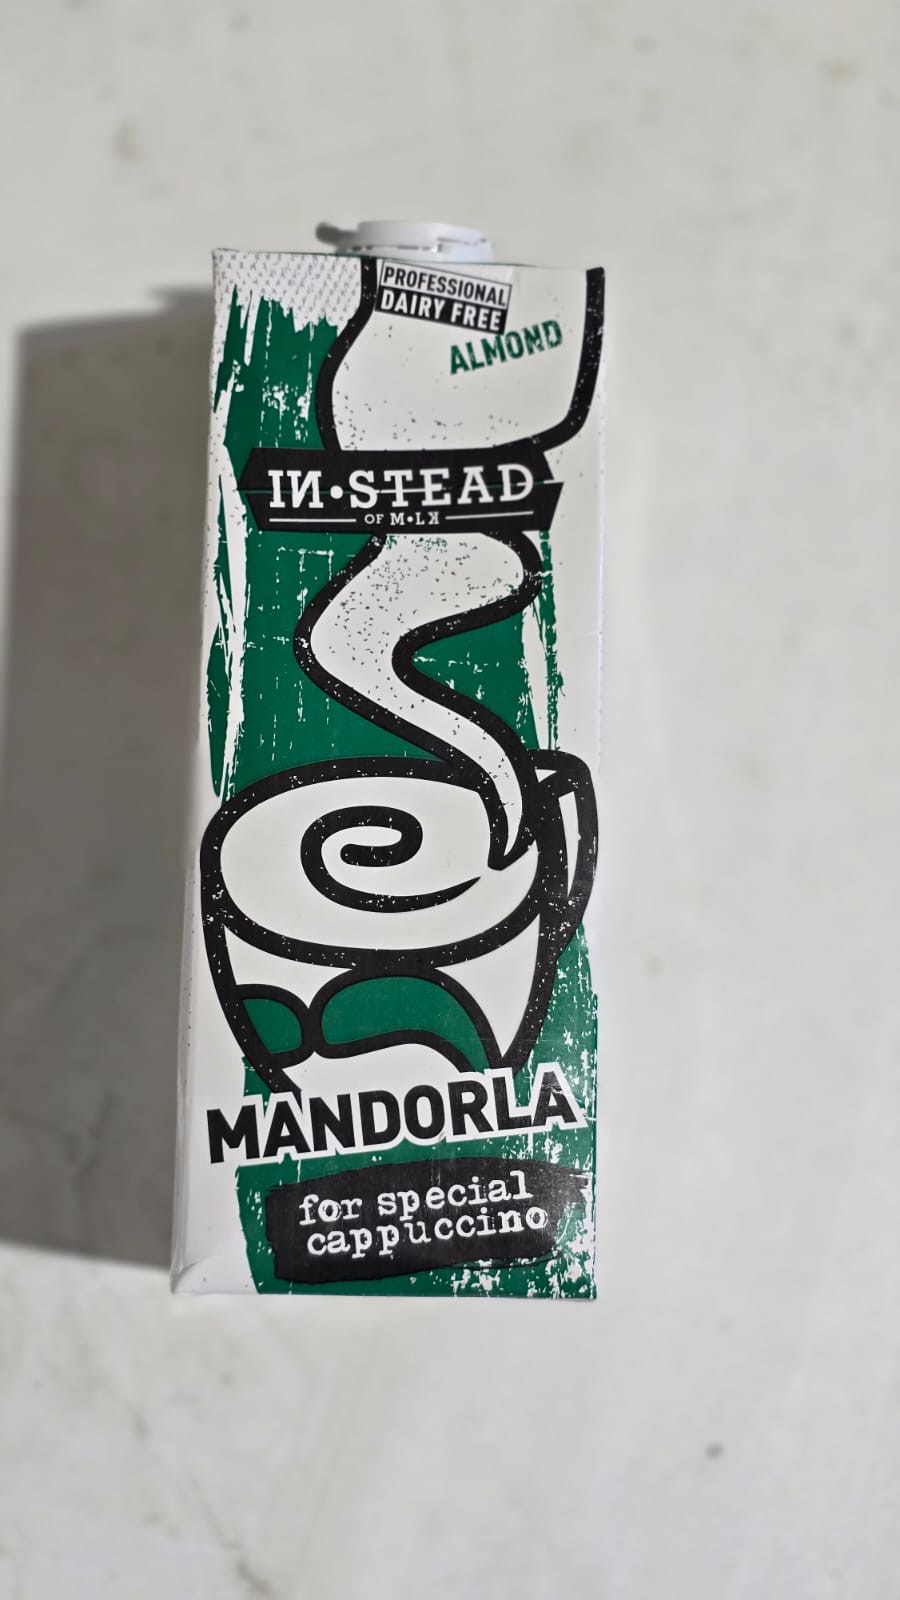 PROFESSIONAL
DAIRY FREE
ALMOND
IN•STEAD
OF M•LK
MANDORLA
for special
cappuccino